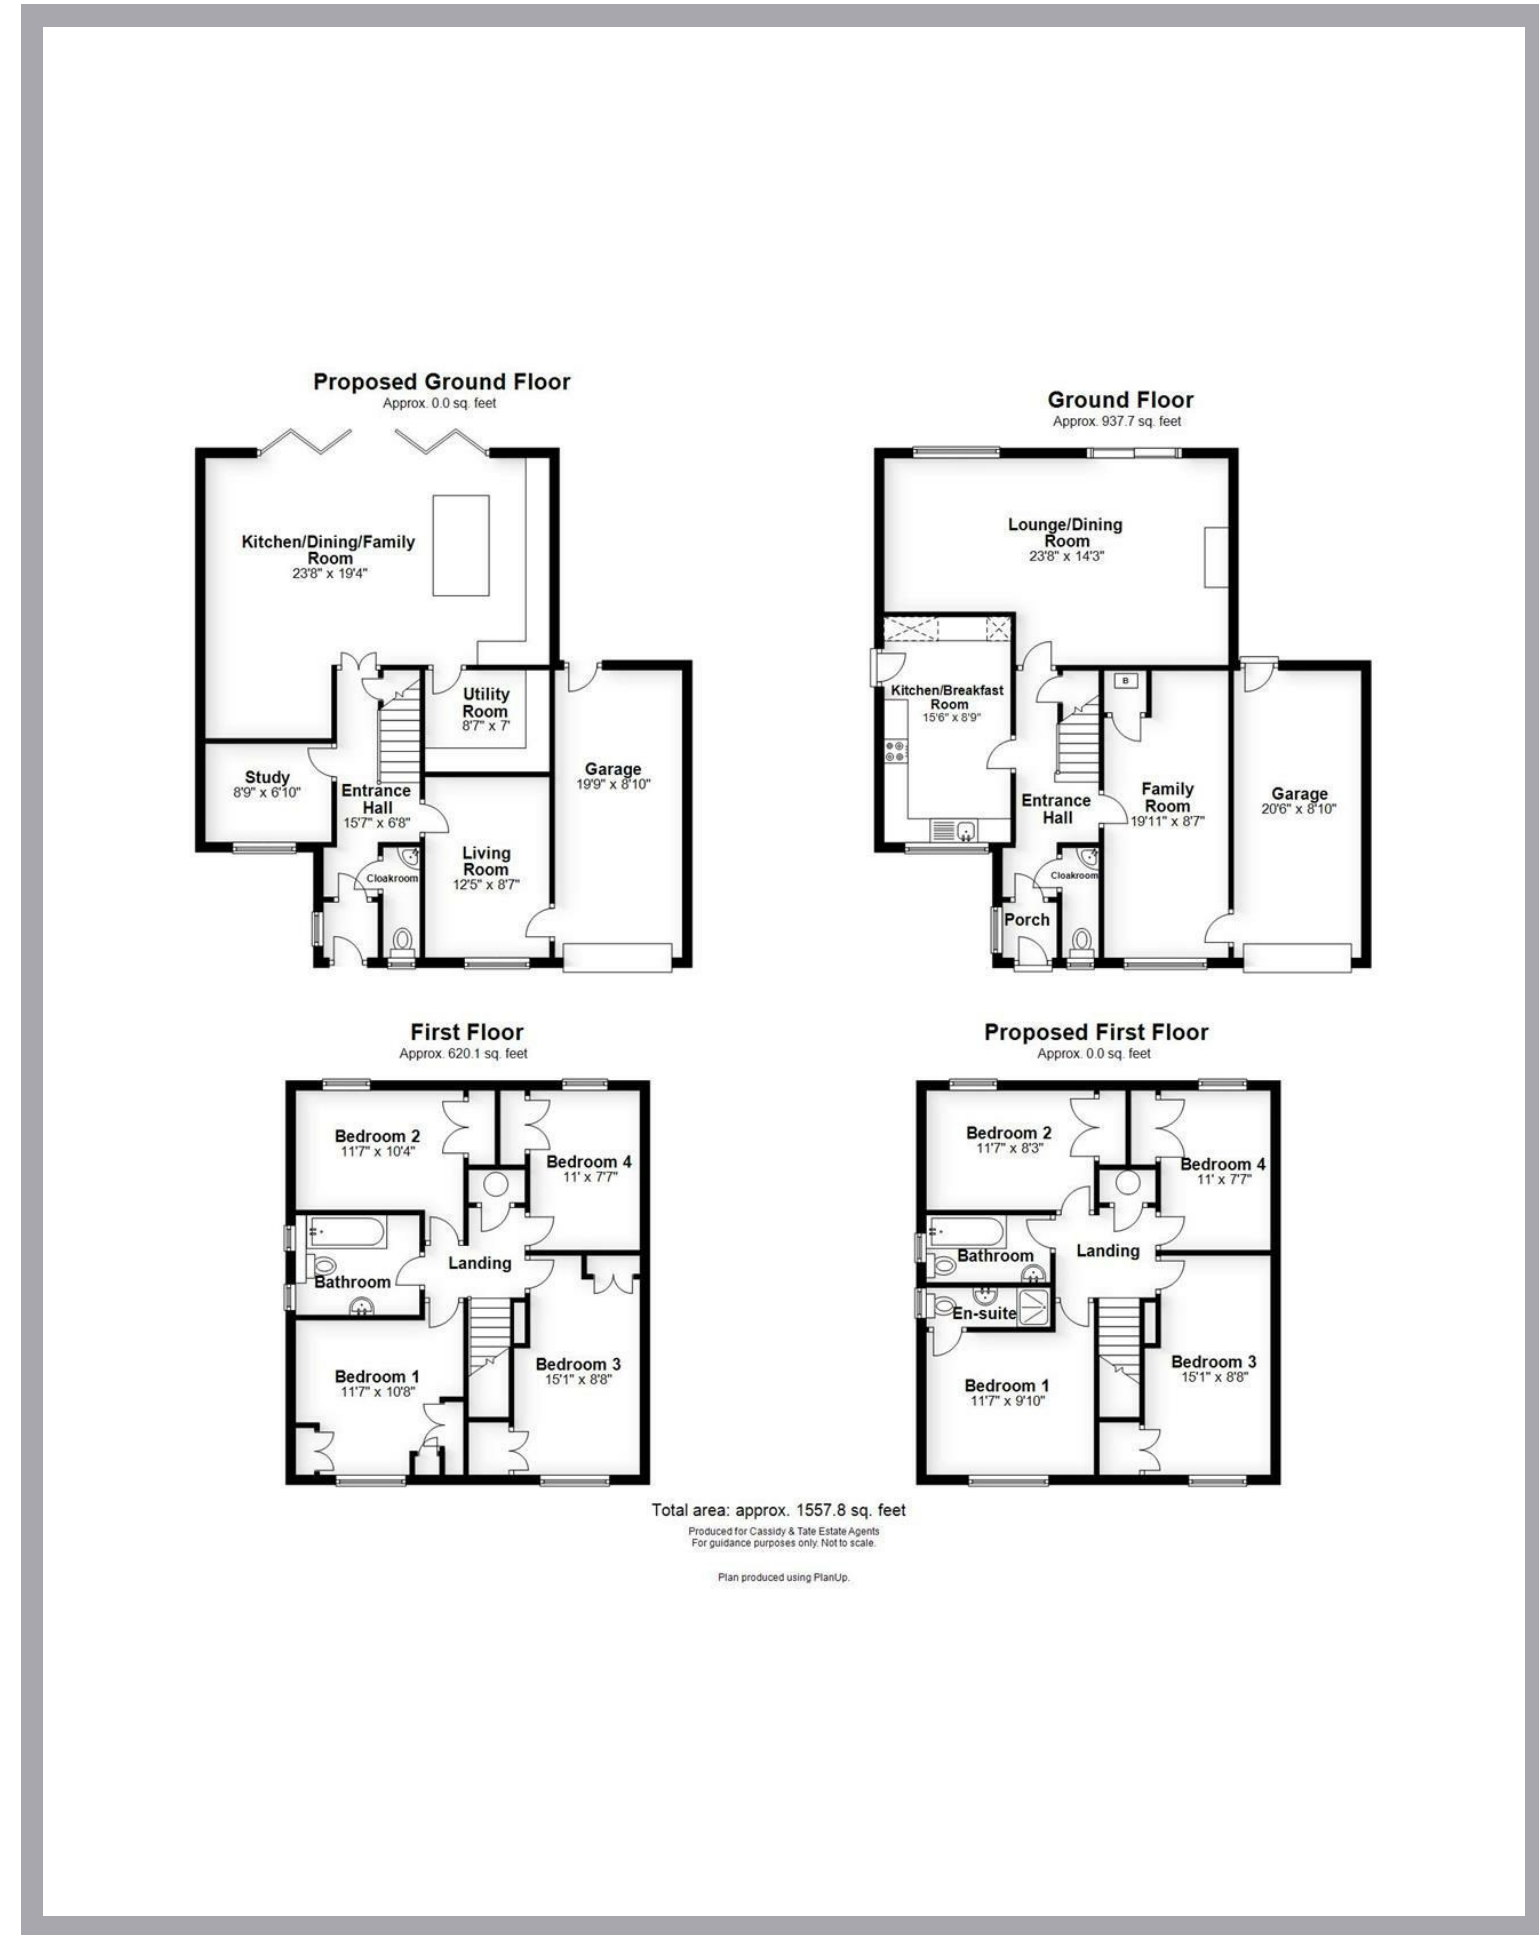 Proposed Ground Floor
Approx. 0.0 sq. feet
Kitchen/Dining/Family
Room
23'8" x 19'4"
Utility
Room
8'7" x 7'
Study
8'9" x 6'10"
Entrance
Hall
15'7" x 6'8"
Garage
19'9" x 8'10"
Living
Room
12'5" x 8'7"
Cloakroom
Ground Floor
Approx. 937.7 sq. feet
Lounge/Dining
Room
23'8" x 14'3"
Kitchen/Breakfast
Room
15'6" x 8'9"
B
Entrance
Hall
Family
Room
19'11" x 8'7"
Garage
20'6" x 8'10"
Cloakroom
Porch
First Floor
Approx. 620.1 sq. feet
Bedroom 2
11'7" x 10'4"
Bedroom 4
11' x 7'7"
Landing
Bathroom
Bedroom 1
11'7" x 10'8"
Bedroom 3
15'1" x 8'8"
Proposed First Floor
Approx. 0.0 sq. feet
Bedroom 2
11'7" x 8'3"
Bedroom 4
11' x 7'7"
Landing
Bathroom
En-suite
Bedroom 1
11'7" x 9'10"
Bedroom 3
15'1" x 8'8"
Total area: approx. 1557.8 sq. feet
Produced for Cassidy & Tate Estate Agents
For guidance purposes only. Not to scale.
Plan produced using PlanUp.